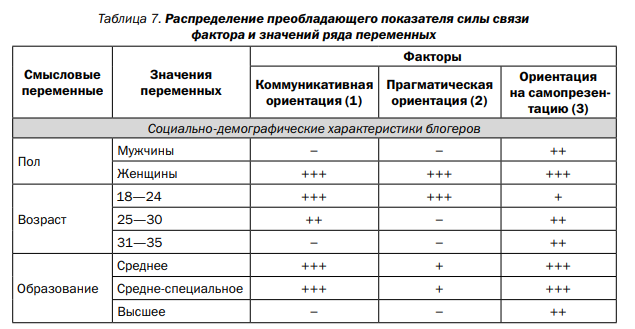 Таблица 7. Распределение преобладающего показателя силы связи
фактора и значений ряда переменных
Смысловые переменные | Значения переменных | Факторы
Коммуникативная ориентация (1) | Прагматическая ориентация (2) | Ориентация на самопрезен-тацию (3)
Социально-демографические характеристики блогеров
Пол | Мужчины | – | – | ++
Женщины | +++ | +++ | +++
Возраст | 18—24 | +++ | +++ | +
25—30 | ++ | – | ++
31—35 | – | – | ++
Образование | Среднее | +++ | + | +++
Средне-специальное | +++ | + | +++
Высшее | – | – | ++